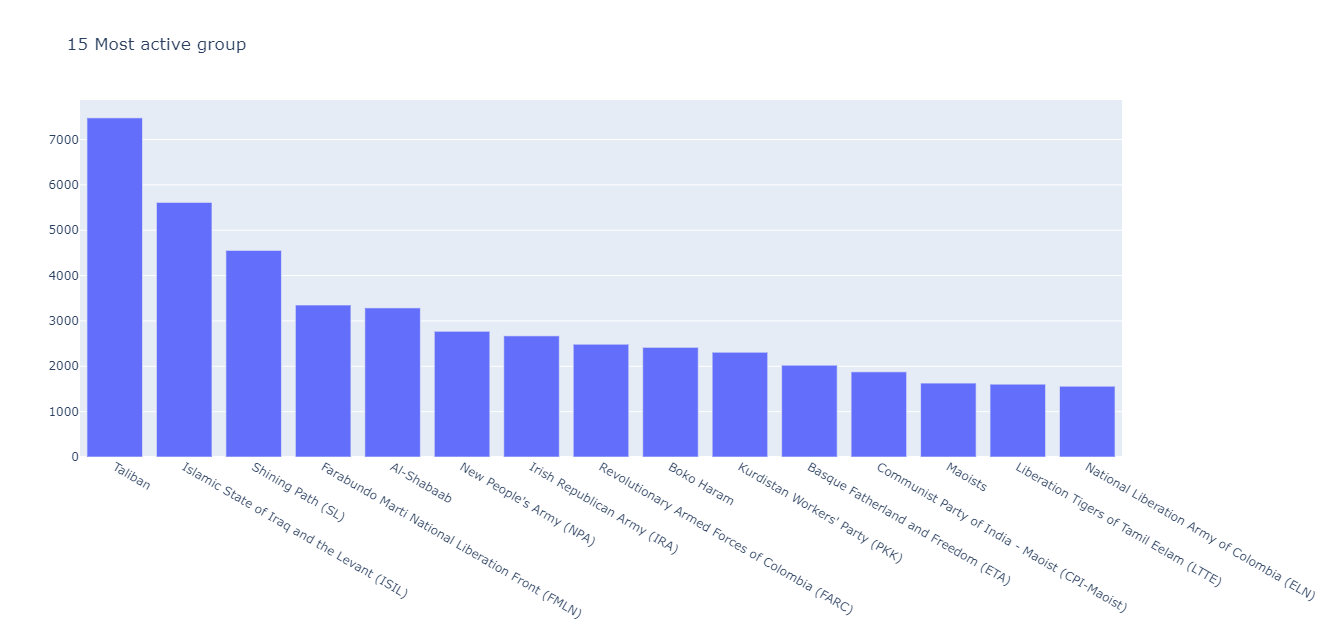 15 Most active group
7000
6000
5000
4000
3000
2000
1000
0
Taliban
Islamic State of Iraq and the Levant (ISIL)
Shining Path (SL)
Farabundo Marti National Liberation Front (FMLN)
Al-Shabaab
New People's Army (NPA)
Irish Republican Army (IRA)
Revolutionary Armed Forces of Colombia (FARC)
Boko Haram
Kurdistan Workers' Party (PKK)
Basque Fatherland and Freedom (ETA)
Communist Party of India - Maoist (CPI-Maoist)
Maoists
Liberation Tigers of Tamil Eelam (LTTE)
National Liberation Army of Colombia (ELN)